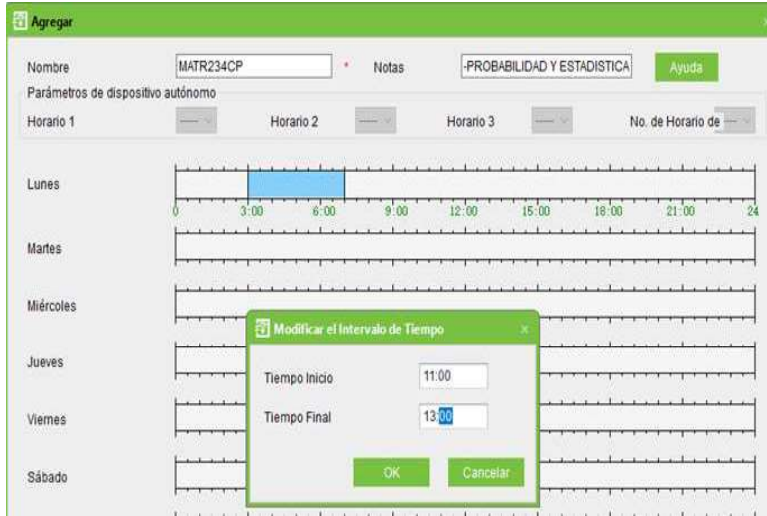 Agregar
Nombre MATR234CP * Notas -PROBABILIDAD Y ESTADISTICA Ayuda
Parámetros de dispositivo autónomo
Horario 1 ----- Horario 2 ----- Horario 3 ----- No. de Horario de ---
Lunes
0 3:00 6:00 9:00 12:00 15:00 18:00 21:00 24
Martes
Miércoles
Modificar el Intervalo de Tiempo ×
Jueves
Tiempo Inicio 11:00
Viernes
Tiempo Final 13:00
Sábado
OK Cancelar